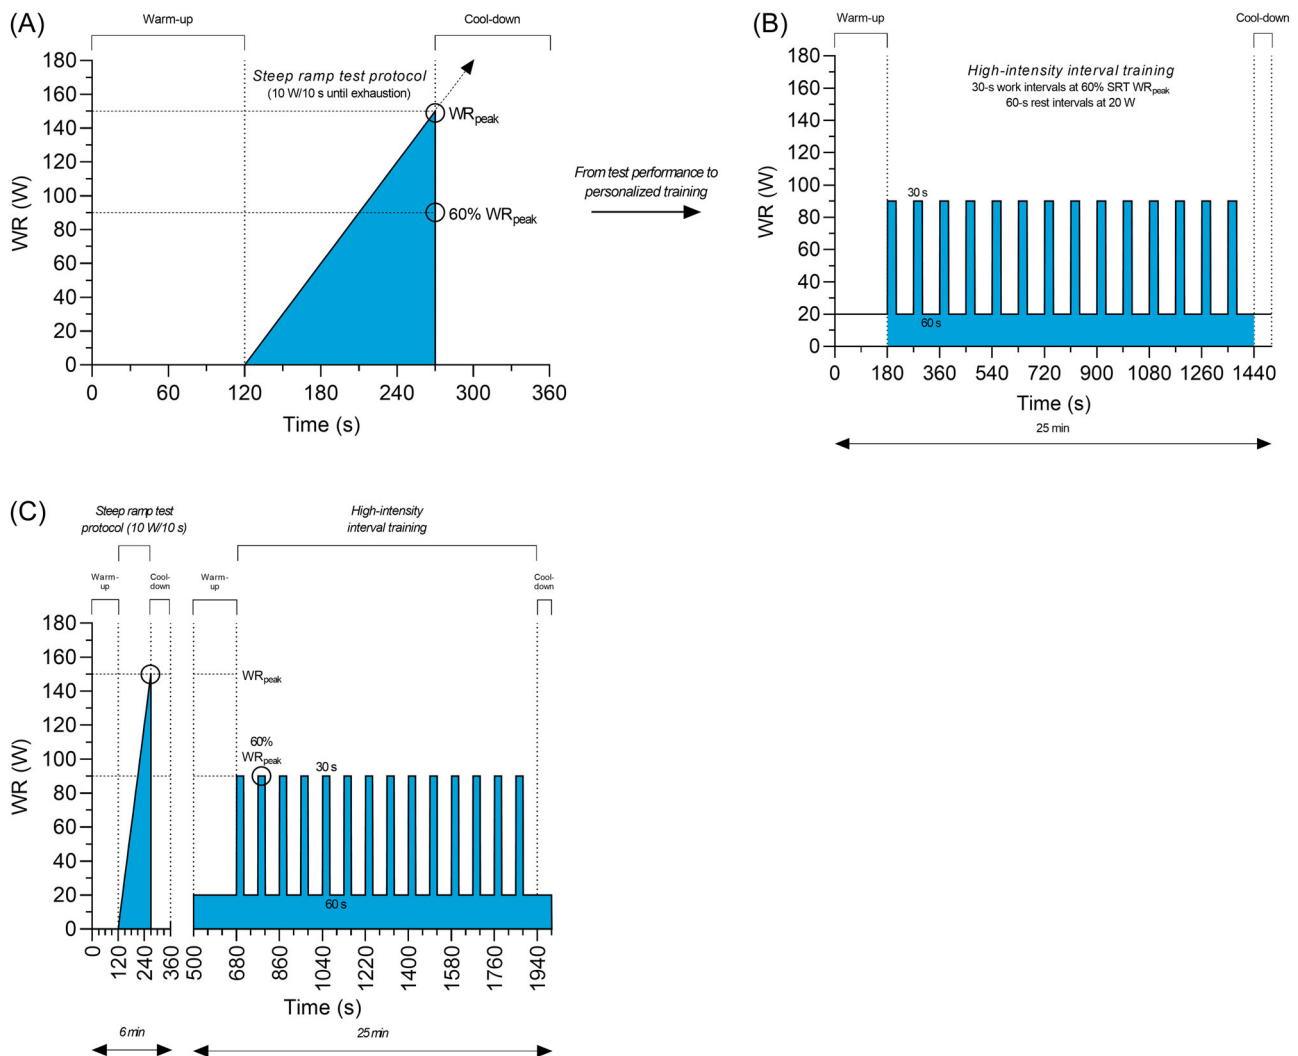 (A)
Warm-up
Cool-down
Steep ramp test protocol
(10 W/10 s until exhaustion)
WRpeak
60% WRpeak
WR (W)
180
160
140
120
100
80
60
40
20
0
0 60 120 180 240 300 360
Time (s)
From test performance to
personalized training
(B)
Warm-up
Cool-down
High-intensity interval training
30-s work intervals at 60% SRT WRpeak
60-s rest intervals at 20 W
WR (W)
180
160
140
120
100
80
60
40
20
0
30 s
60 s
0 180 360 540 720 900 1080 1260 1440
Time (s)
25 min
(C)
Steep ramp test
protocol (10 W/10 s)
High-intensity
interval training
Warm-
up
Cool-
down
Warm-
up
Cool-
down
WR (W)
180
160
140
120
100
80
60
40
20
0
WRpeak
60%
WRpeak
30 s
60 s
0 120 240 360 500 680 860 1040 1220 1400 1580 1760 1940
Time (s)
6 min
25 min